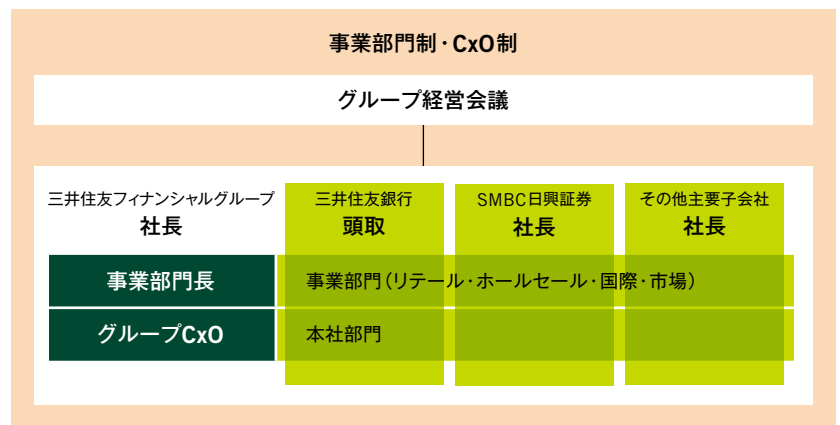 事業部門制・CxO制
グループ経営会議
三井住友フィナンシャルグループ
社長
三井住友銀行
頭取
SMBC日興証券
社長
その他主要子会社
社長
事業部門長
事業部門（リテール・ホールセール・国際・市場）
グループCxO
本社部門